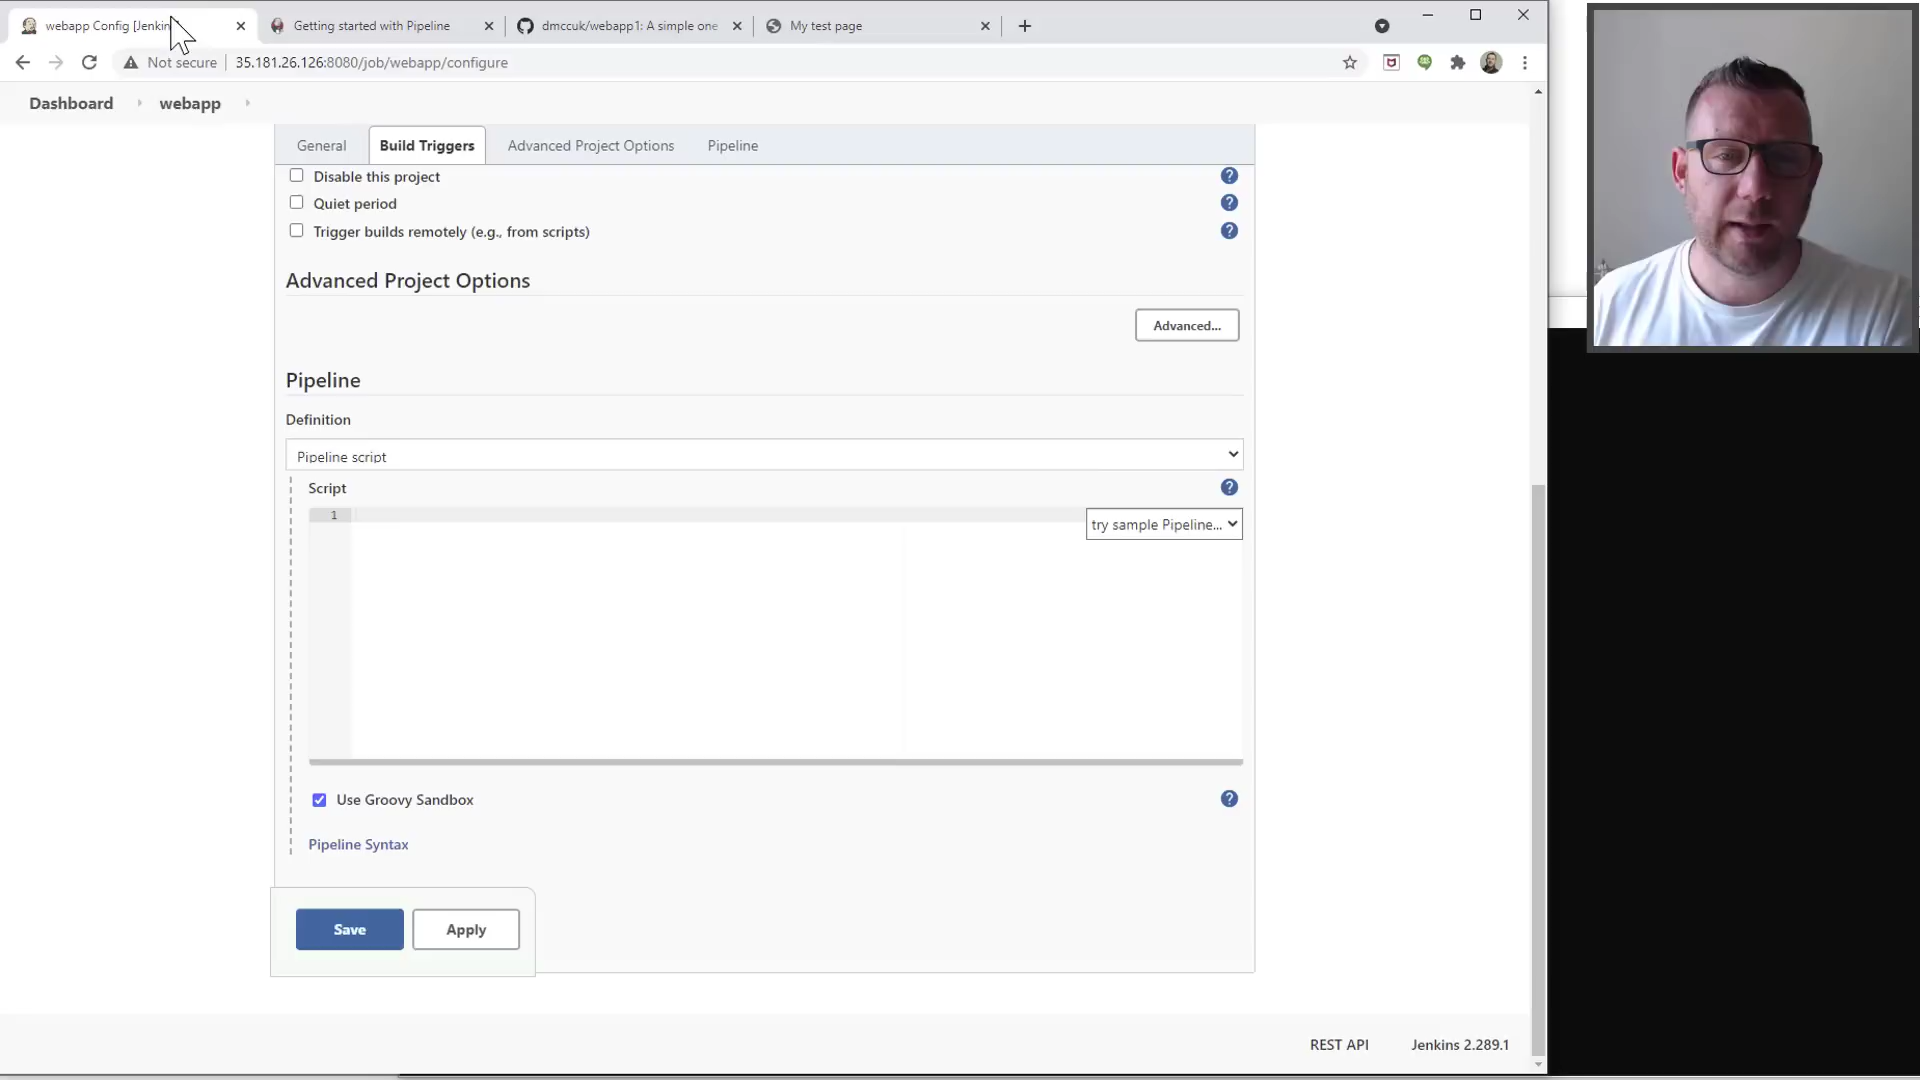 webapp Config [Jenkin
Getting started with Pipeline
dmccuk/webapp1: A simple one
My test page
Not secure
35.181.26.126:8080/job/webapp/configure
Dashboard
webapp
General
Build Triggers
Advanced Project Options
Pipeline
Disable this project
Quiet period
Trigger builds remotely (e.g., from scripts)
Advanced Project Options
Advanced...
Pipeline
Definition
Pipeline script
Script
1
try sample Pipeline...
Use Groovy Sandbox
Pipeline Syntax
Save
Apply
REST API
Jenkins 2.289.1